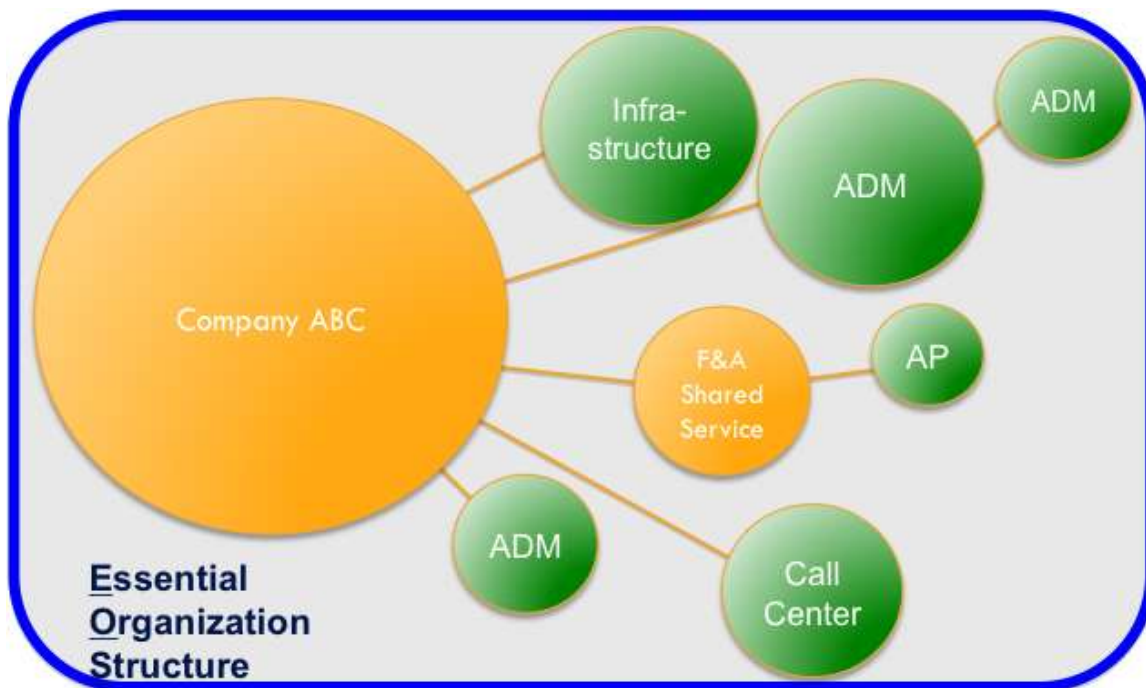 Infra-
structure
ADM
ADM
Company ABC
F&A
Shared
Service
AP
ADM
Call
Center
Essential
Organization
Structure